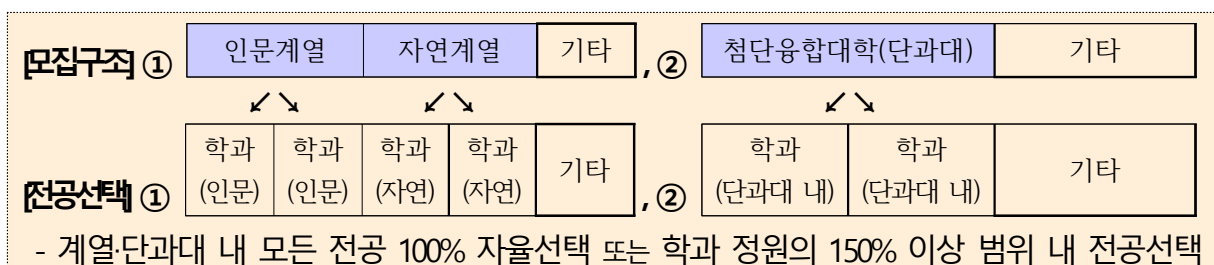 [모집구조] ① 인문계열 자연계열 기타 , ② 첨단융합대학(단과대) 기타
↙↘ ↙↘ ↙↘
학과 학과 학과 학과 학과 학과
[전공선택] ① (인문) (인문) (자연) (자연) 기타 , ② (단과대 내) (단과대 내) 기타
- 계열·단과대 내 모든 전공 100% 자율선택 또는 학과 정원의 150% 이상 범위 내 전공선택